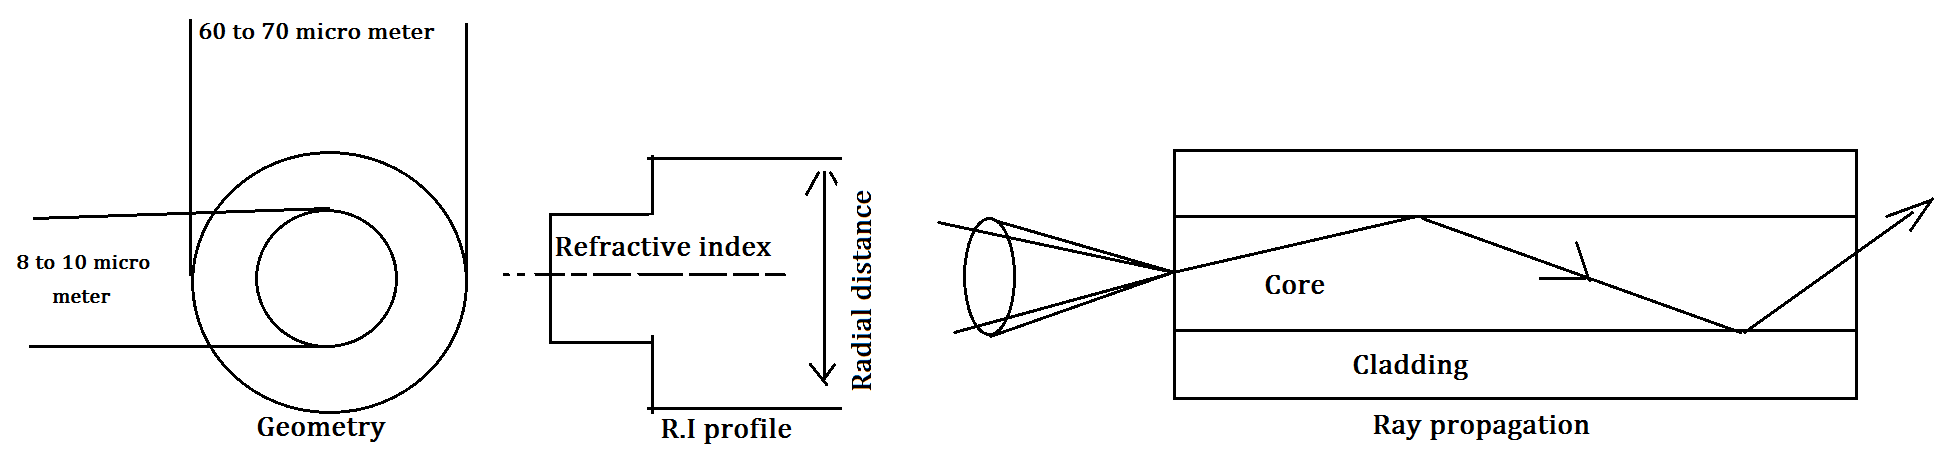 60 to 70 micro meter
8 to 10 micro
meter
Geometry
Refractive index
Radial distance
R.I profile
Core
Cladding
Ray propagation